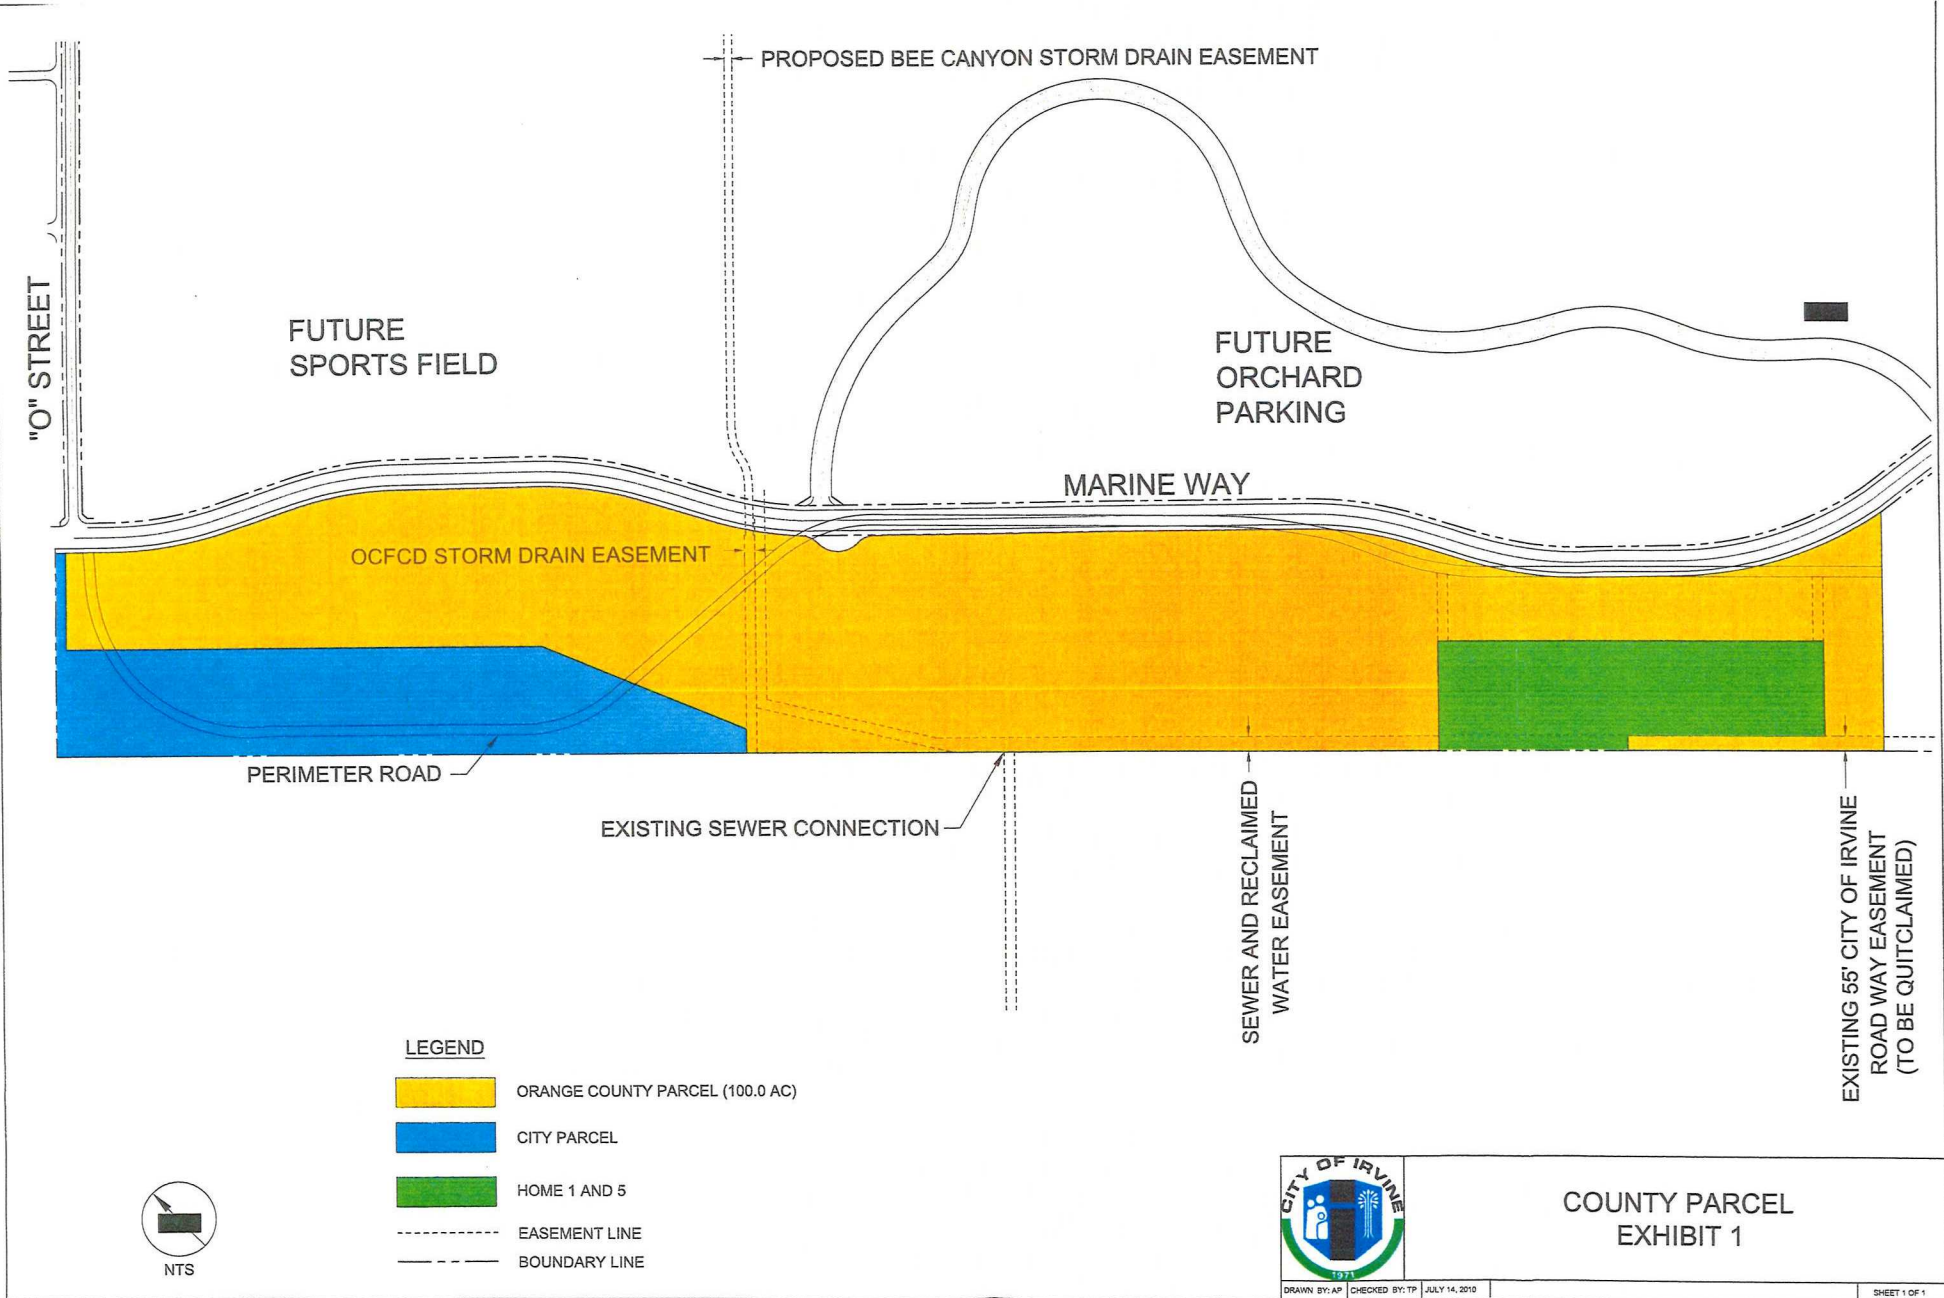 PROPOSED BEE CANYON STORM DRAIN EASEMENT
"O" STREET
FUTURE
SPORTS FIELD
FUTURE
ORCHARD
PARKING
MARINE WAY
OCFCD STORM DRAIN EASEMENT
PERIMETER ROAD
EXISTING SEWER CONNECTION
SEWER AND RECLAIMED
WATER EASEMENT
EXISTING 55' CITY OF IRVINE
ROAD WAY EASEMENT
(TO BE QUITCLAIMED)
LEGEND
ORANGE COUNTY PARCEL (100.0 AC)
CITY PARCEL
HOME 1 AND 5
EASEMENT LINE
BOUNDARY LINE
NTS
CITY OF IRVINE
1971
COUNTY PARCEL
EXHIBIT 1
DRAWN BY: AP
CHECKED BY: TP
JULY 14, 2010
SHEET 1 OF 1